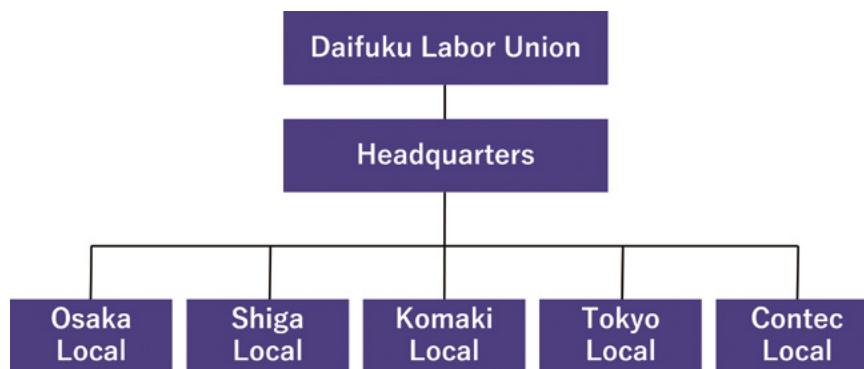 Daifuku Labor Union
Headquarters
Osaka
Local
Shiga
Local
Komaki
Local
Tokyo
Local
Contec
Local